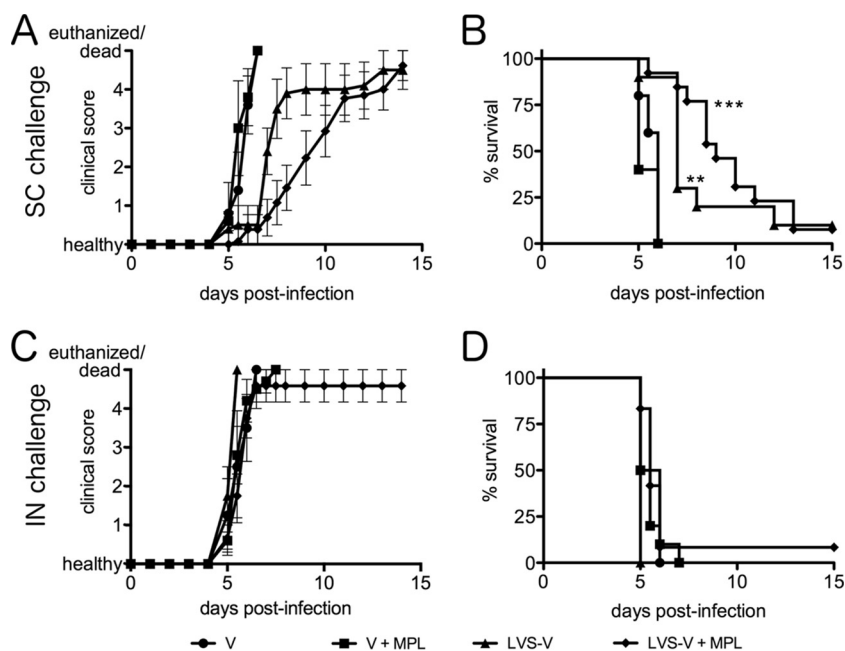 A
B
euthanized/
dead
4
3
2
1
healthy
clinical score
SC challenge
0
5
10
15
days post-infection
100
75
50
25
0
% survival
***
**
0
5
10
15
days post-infection
C
D
euthanized/
dead
4
3
2
1
healthy
clinical score
IN challenge
0
5
10
15
days post-infection
100
75
50
25
0
% survival
0
5
10
15
days post-infection
V
V + MPL
LVS-V
LVS-V + MPL